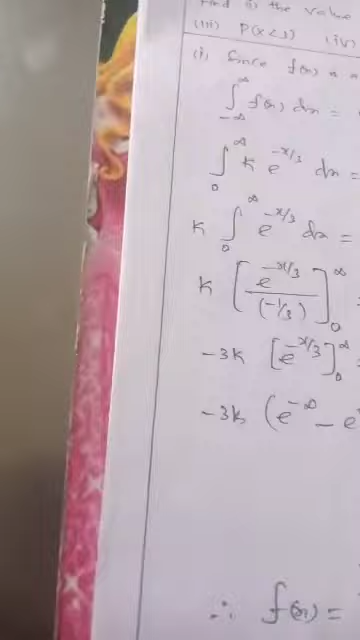 Find (i) the value
(iii) P(x<3) (iv)
(i) Since f(x) is a
∫_{-∞}^{∞} f(x) dx =
∫_0^∞ k e^{-x/3} dx =
k ∫_0^∞ e^{-x/3} dx =
k [e^{-x/3}/(-1/3)]_0^∞
-3k [e^{-x/3}]_0^∞ =
-3k (e^{-∞} - e
∴ f(x) =